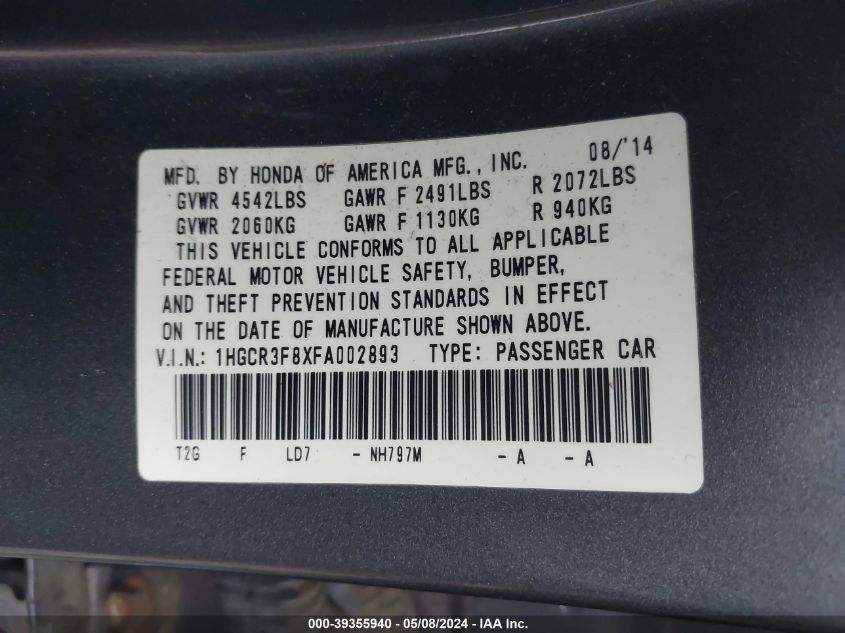 MFD. BY HONDA OF AMERICA MFG., INC. 08/'14
GVWR 4542LBS GAWR F 2491LBS R 2072LBS
GVWR 2060KG GAWR F 1130KG R 940KG
THIS VEHICLE CONFORMS TO ALL APPLICABLE
FEDERAL MOTOR VEHICLE SAFETY, BUMPER,
AND THEFT PREVENTION STANDARDS IN EFFECT
ON THE DATE OF MANUFACTURE SHOWN ABOVE.
V.I.N.: 1HGCR3F8XFA002893 TYPE: PASSENGER CAR
T2G F LD7 - NH797M - A - A
000-39355940 - 05/08/2024 - IAA Inc.